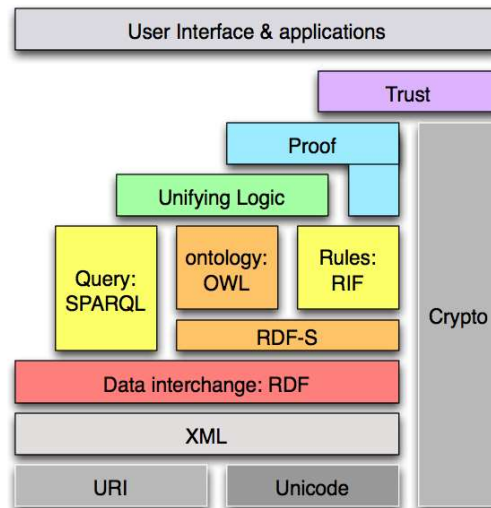 User Interface & applications
Trust
Proof
Unifying Logic
Query:
SPARQL
ontology:
OWL
Rules:
RIF
Crypto
RDF-S
Data interchange: RDF
XML
URI
Unicode